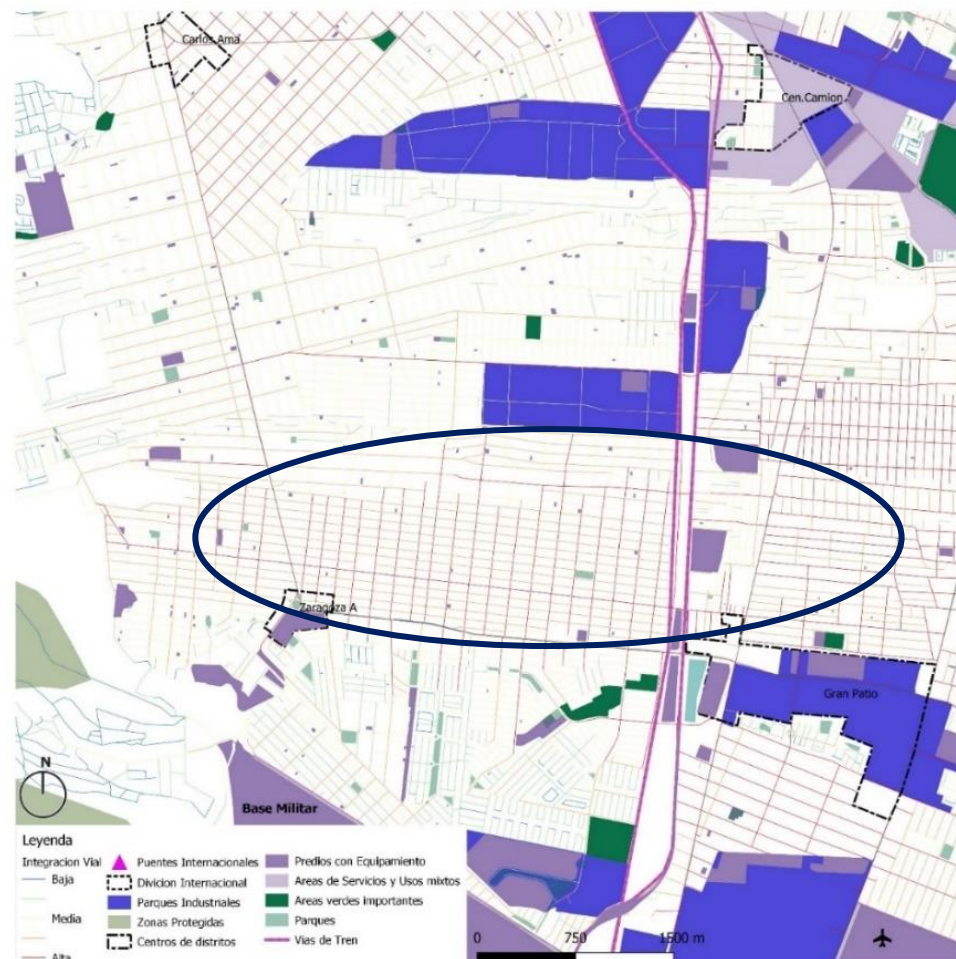 Carlos Ama
Cen.Camion
Zaragoza A
Gran Patio
N
Base Militar
Leyenda
Integracion Vial
Baja
Media
Alta
Puentes Internacionales
Division Internacional
Parques Industriales
Zonas Protegidas
Centros de distritos
Predios con Equipamiento
Areas de Servicios y Usos mixtos
Areas verdes importantes
Parques
Vias de Tren
0 750 1500 m